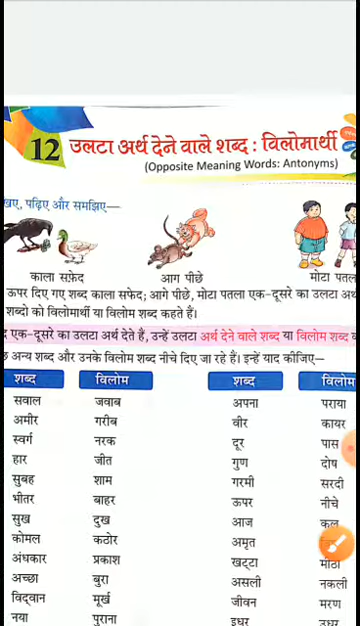 12 उलटा अर्थ देने वाले शब्द : विलोमार्थी
(Opposite Meaning Words: Antonyms)
पढ़िए और समझिए—
काला सफ़ेद आग पीछे मोटा
ऊपर दिए गए शब्द काला सफेद; आगे पीछे, मोटा पतला एक-दूसरे का उलटा
शब्दो को विलोमार्थी या विलोम शब्द कहते हैं।
एक-दूसरे का उलटा अर्थ देते हैं, उन्हें उलटा अर्थ देने वाले शब्द या विलोम शब्द
अन्य शब्द और उनके विलोम शब्द नीचे दिए जा रहे हैं। इन्हें याद कीजिए—
शब्द विलोम शब्द विलोम
सवाल जवाब अपना पराया
अमीर गरीब वीर कायर
स्वर्ग नरक दूर पास
हार जीत गुण दोष
सुबह शाम गरमी सरदी
भीतर बाहर ऊपर नीचे
सुख दुख आज कल
कोमल कठोर अमृत
अंधकार प्रकाश खट्टा मीठा
अच्छा बुरा असली नकली
विद्वान मूर्ख जीवन मरण
नया पुराना इधर उधर